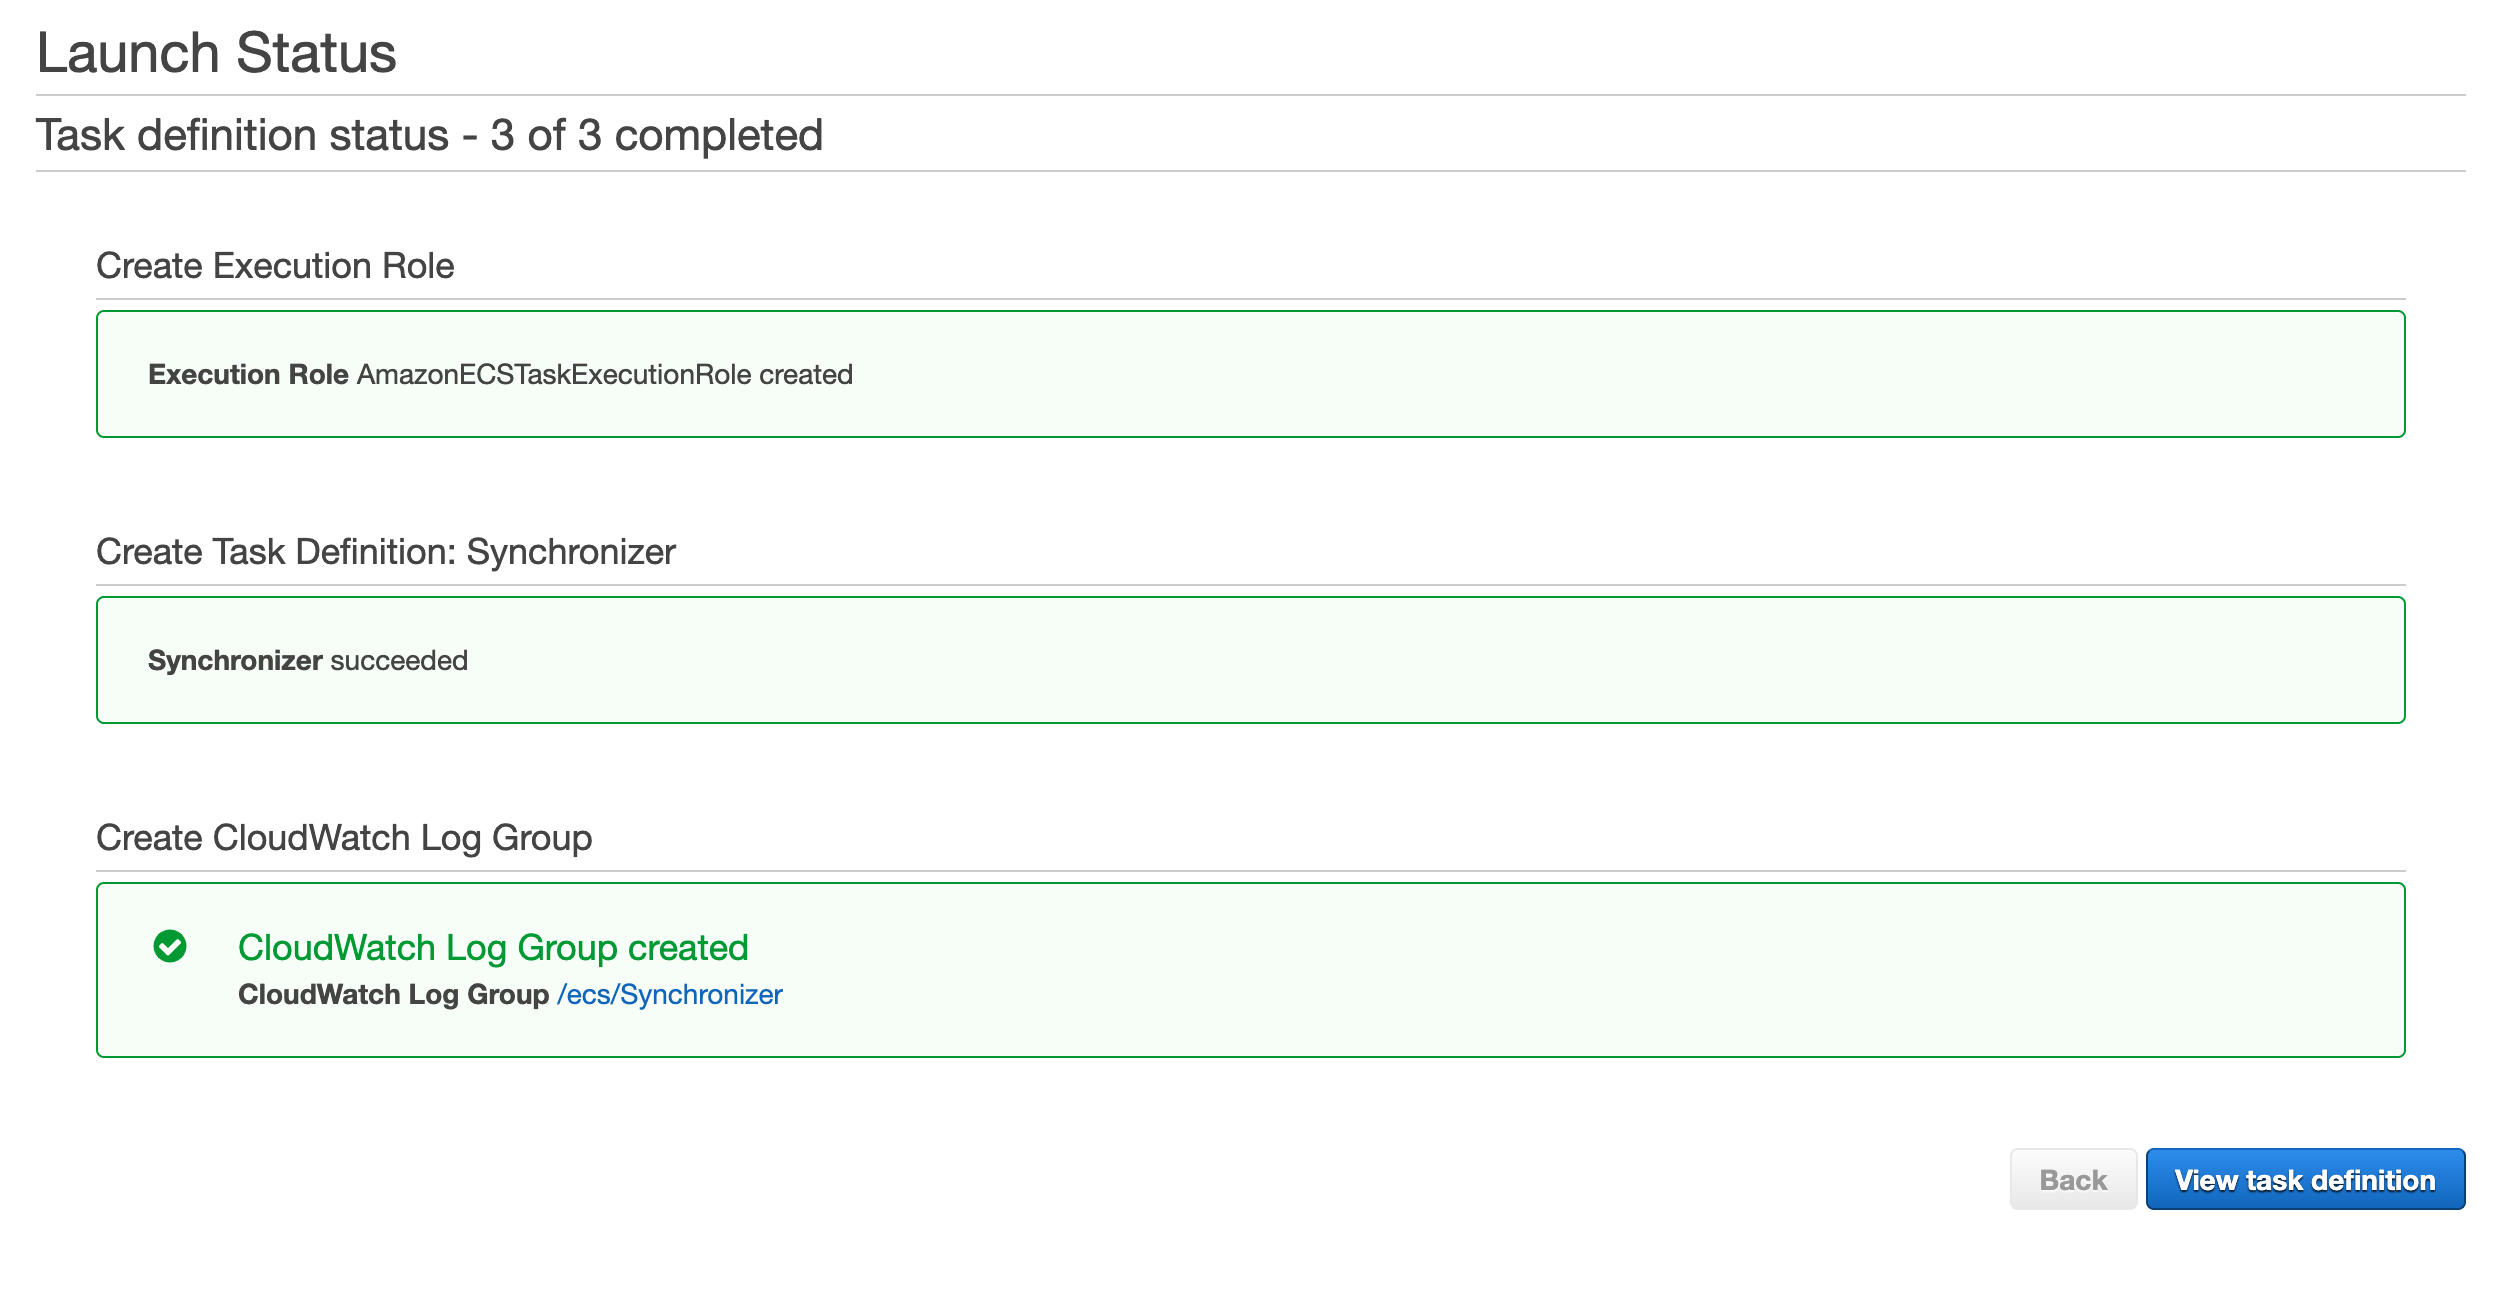 Launch Status
Task definition status - 3 of 3 completed
Create Execution Role
Execution Role AmazonECSTaskExecutionRole created
Create Task Definition: Synchronizer
Synchronizer succeeded
Create CloudWatch Log Group
CloudWatch Log Group created
CloudWatch Log Group /ecs/Synchronizer
Back View task definition